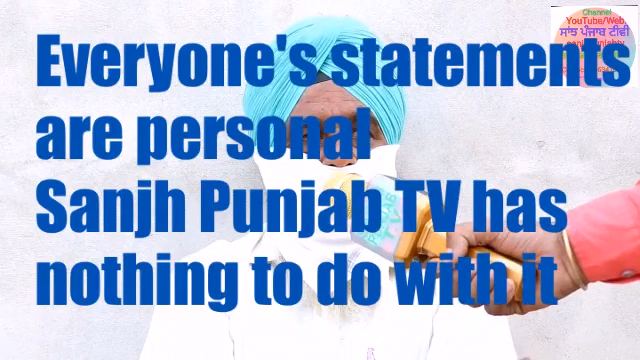 Channel
YouTube/Web.
ਸਾਂਝ ਪੰਜਾਬ ਟੀਵੀ
Everyone's statements
are personal
Sanjh Punjab TV has
nothing to do with it